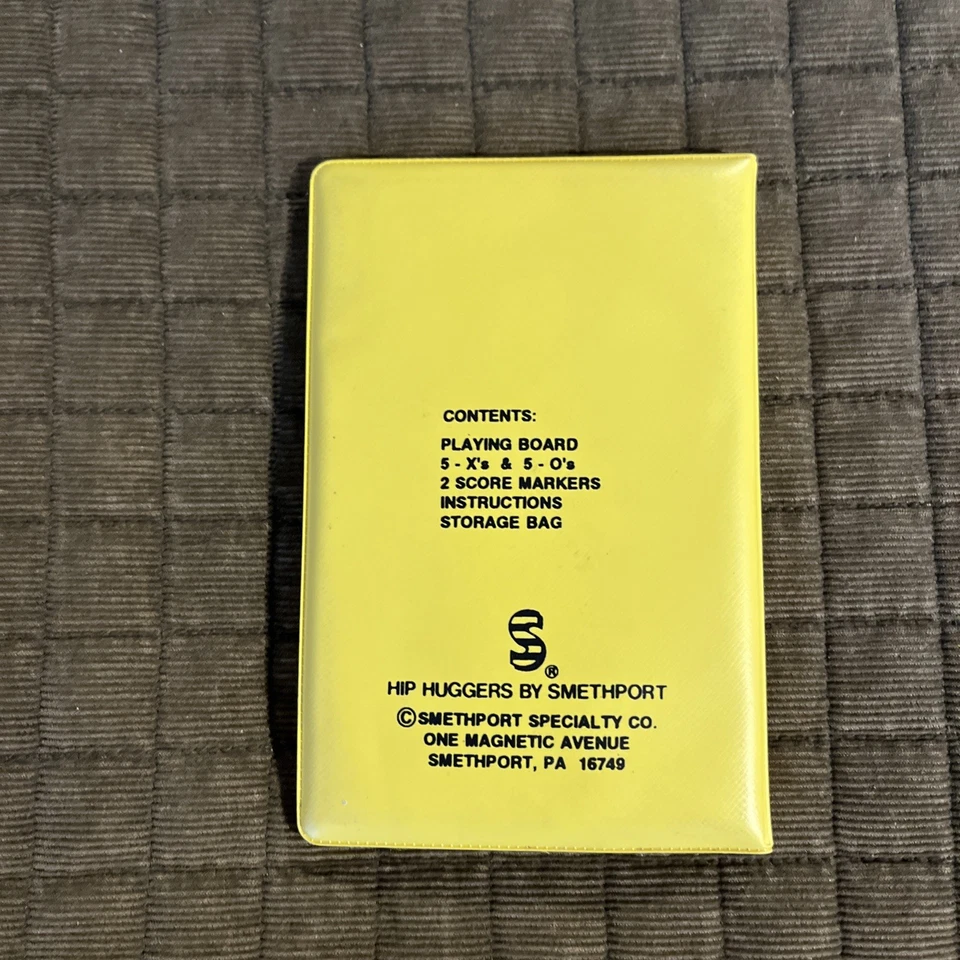 CONTENTS:
PLAYING BOARD
5 - X's & 5 - O's
2 SCORE MARKERS
INSTRUCTIONS
STORAGE BAG
S®
HIP HUGGERS BY SMETHPORT
©SMETHPORT SPECIALTY CO.
ONE MAGNETIC AVENUE
SMETHPORT, PA 16749